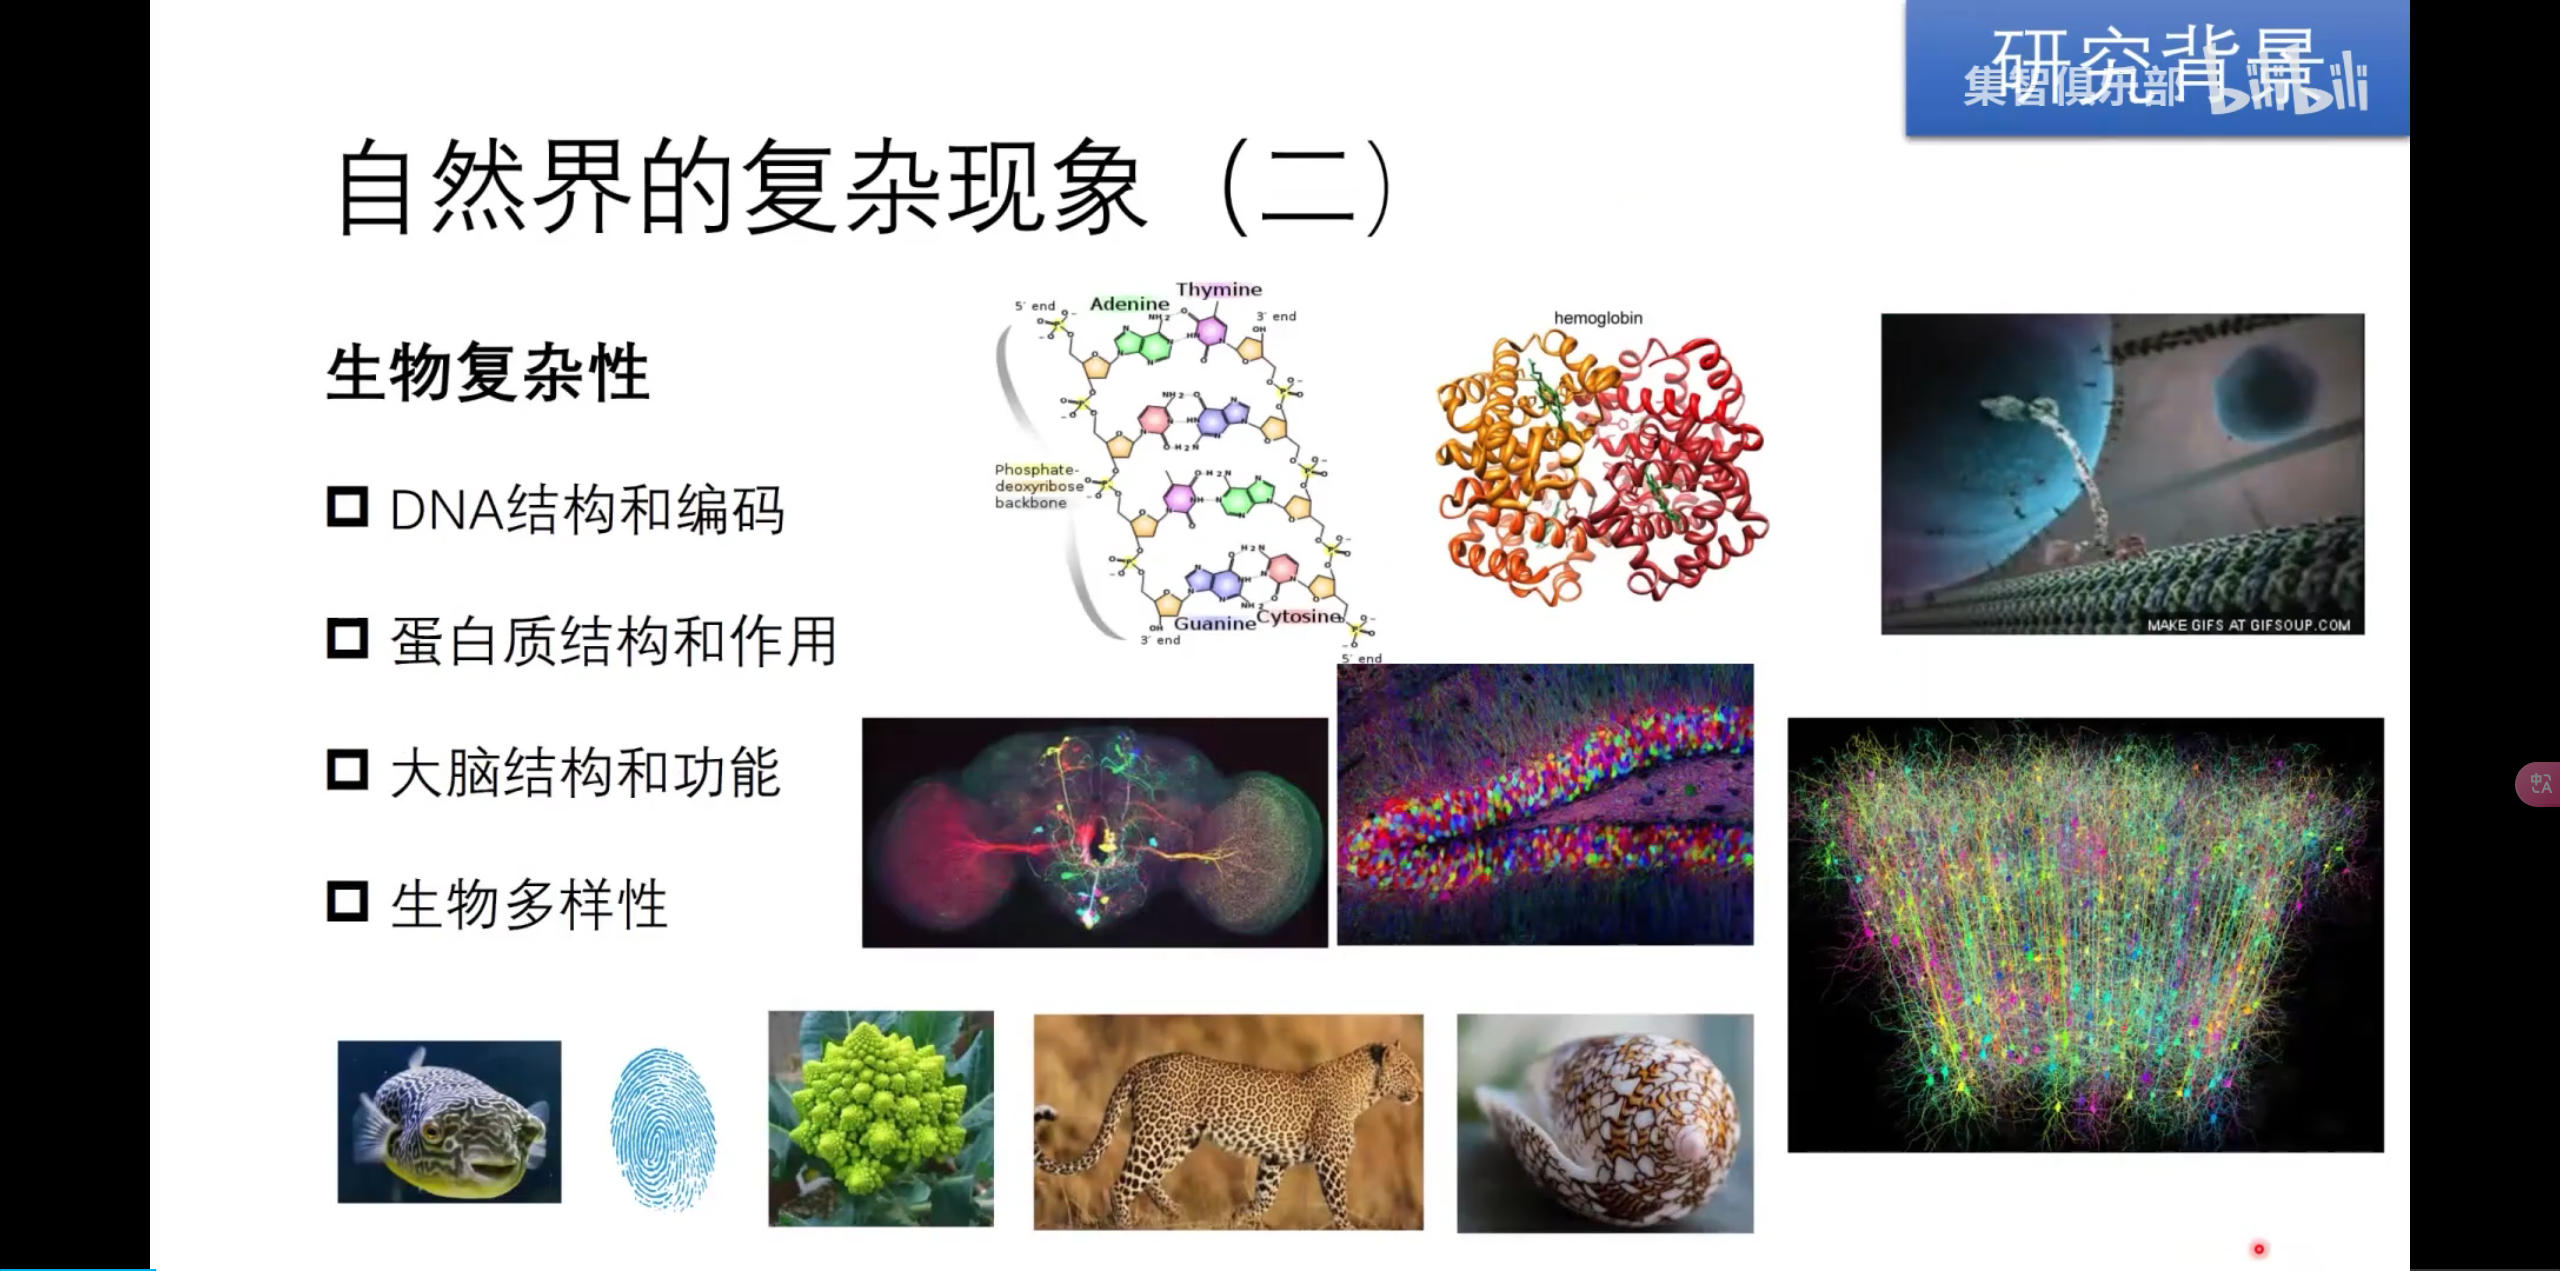 研究背景
集智俱乐部 bilibili
自然界的复杂现象（二）
生物复杂性
DNA结构和编码
蛋白质结构和作用
大脑结构和功能
生物多样性
Thymine
Adenine
5′ end
3′ end
Phosphate-
deoxyribose
backbone
Guanine
Cytosine
3′ end
5′ end
hemoglobin
MAKE GIFS AT GIFSOUP.COM